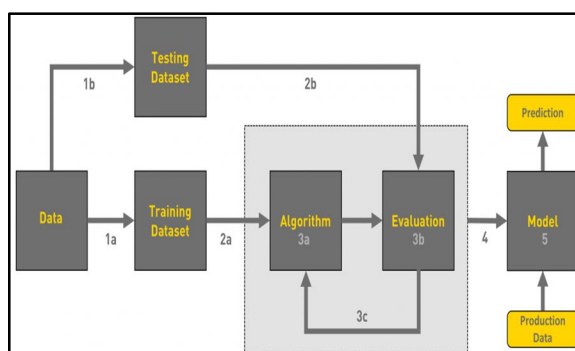 Testing
Dataset
1b
2b
Prediction
Data
1a
Training
Dataset
2a
Algorithm
3a
Evaluation
3b
4
Model
5
3c
Production
Data